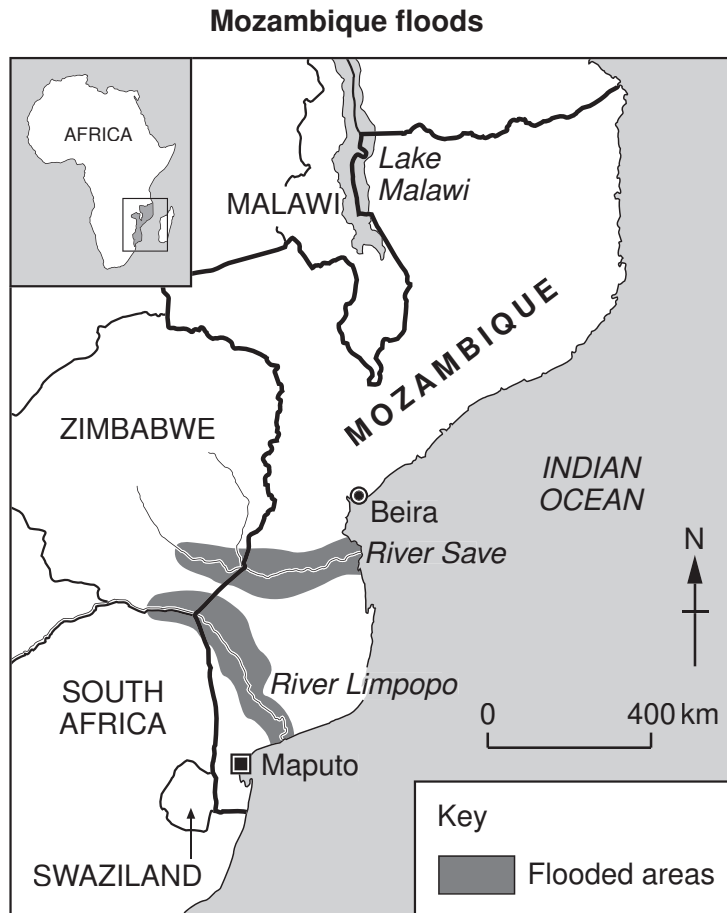 Mozambique floods
AFRICA
Lake
Malawi
MALAWI
MOZAMBIQUE
ZIMBABWE
INDIAN
OCEAN
Beira
River Save
N
River Limpopo
SOUTH
AFRICA
0 400 km
Maputo
Key
SWAZILAND
Flooded areas